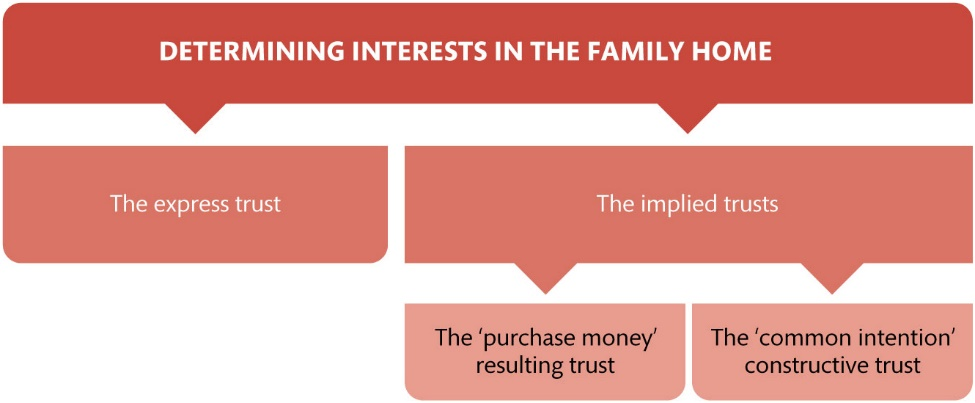 DETERMINING INTERESTS IN THE FAMILY HOME
The express trust
The implied trusts
The ‘purchase money’
resulting trust
The ‘common intention’
constructive trust